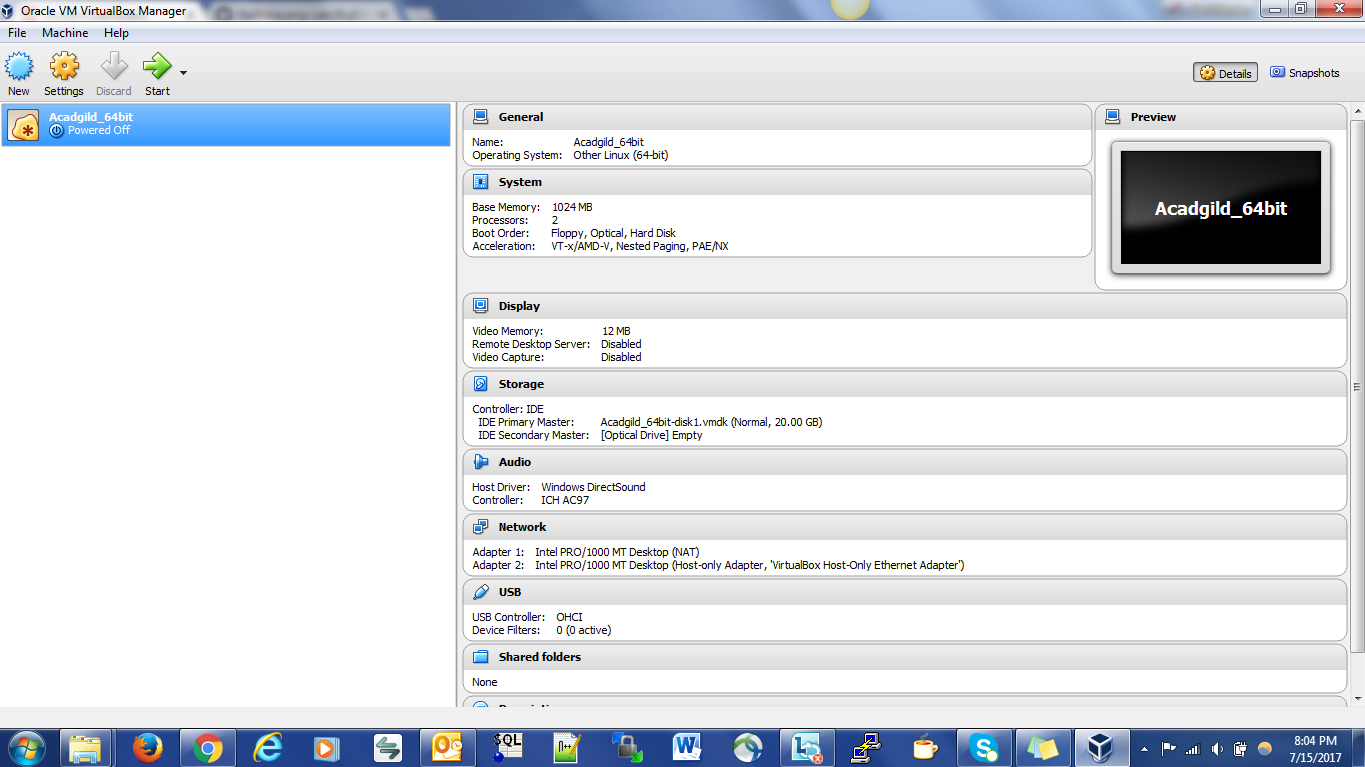 Oracle VM VirtualBox Manager
File Machine Help
New Settings Discard Start
Details Snapshots
Acadgild_64bit
Powered Off
General
Name: Acadgild_64bit
Operating System: Other Linux (64-bit)
System
Base Memory: 1024 MB
Processors: 2
Boot Order: Floppy, Optical, Hard Disk
Acceleration: VT-x/AMD-V, Nested Paging, PAE/NX
Preview
Acadgild_64bit
Display
Video Memory: 12 MB
Remote Desktop Server: Disabled
Video Capture: Disabled
Storage
Controller: IDE
IDE Primary Master: Acadgild_64bit-disk1.vmdk (Normal, 20.00 GB)
IDE Secondary Master: [Optical Drive] Empty
Audio
Host Driver: Windows DirectSound
Controller: ICH AC97
Network
Adapter 1: Intel PRO/1000 MT Desktop (NAT)
Adapter 2: Intel PRO/1000 MT Desktop (Host-only Adapter, 'VirtualBox Host-Only Ethernet Adapter')
USB
USB Controller: OHCI
Device Filters: 0 (0 active)
Shared folders
None
SQL
8:04 PM
7/15/2017